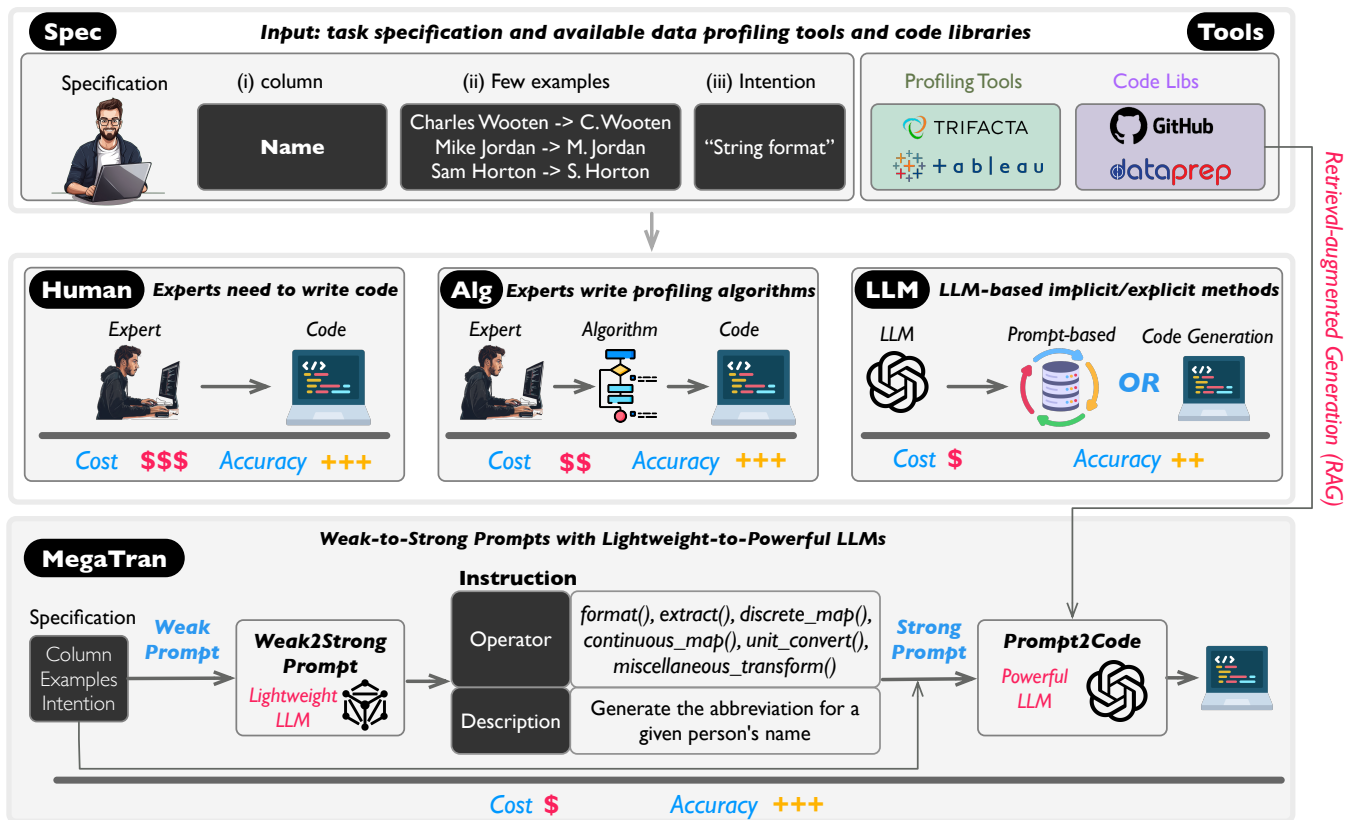 Spec
Input: task specification and available data profiling tools and code libraries
Tools
Specification
(i) column
(ii) Few examples
(iii) Intention
Profiling Tools
Code Libs
Name
Charles Wooten -> C. Wooten
Mike Jordan -> M. Jordan
Sam Horton -> S. Horton
“String format”
TRIFACTA
+ a b | e a u
GitHub
dataprep
Retrieval-augmented Generation (RAG)
Human
Experts need to write code
Expert
Code
</>
Cost $$$ Accuracy +++
Alg
Experts write profiling algorithms
Expert
Algorithm
Code
</>
Cost $$ Accuracy +++
LLM
LLM-based implicit/explicit methods
LLM
Prompt-based
OR
Code Generation
</>
Cost $ Accuracy ++
MegaTran
Weak-to-Strong Prompts with Lightweight-to-Powerful LLMs
Specification
Column
Examples
Intention
Weak
Prompt
Weak2Strong
Prompt
Lightweight
LLM
Instruction
Operator
format(), extract(), discrete_map(),
continuous_map(), unit_convert(),
miscellaneous_transform()
Description
Generate the abbreviation for a
given person's name
Strong
Prompt
Prompt2Code
Powerful
LLM
</>
Cost $ Accuracy +++